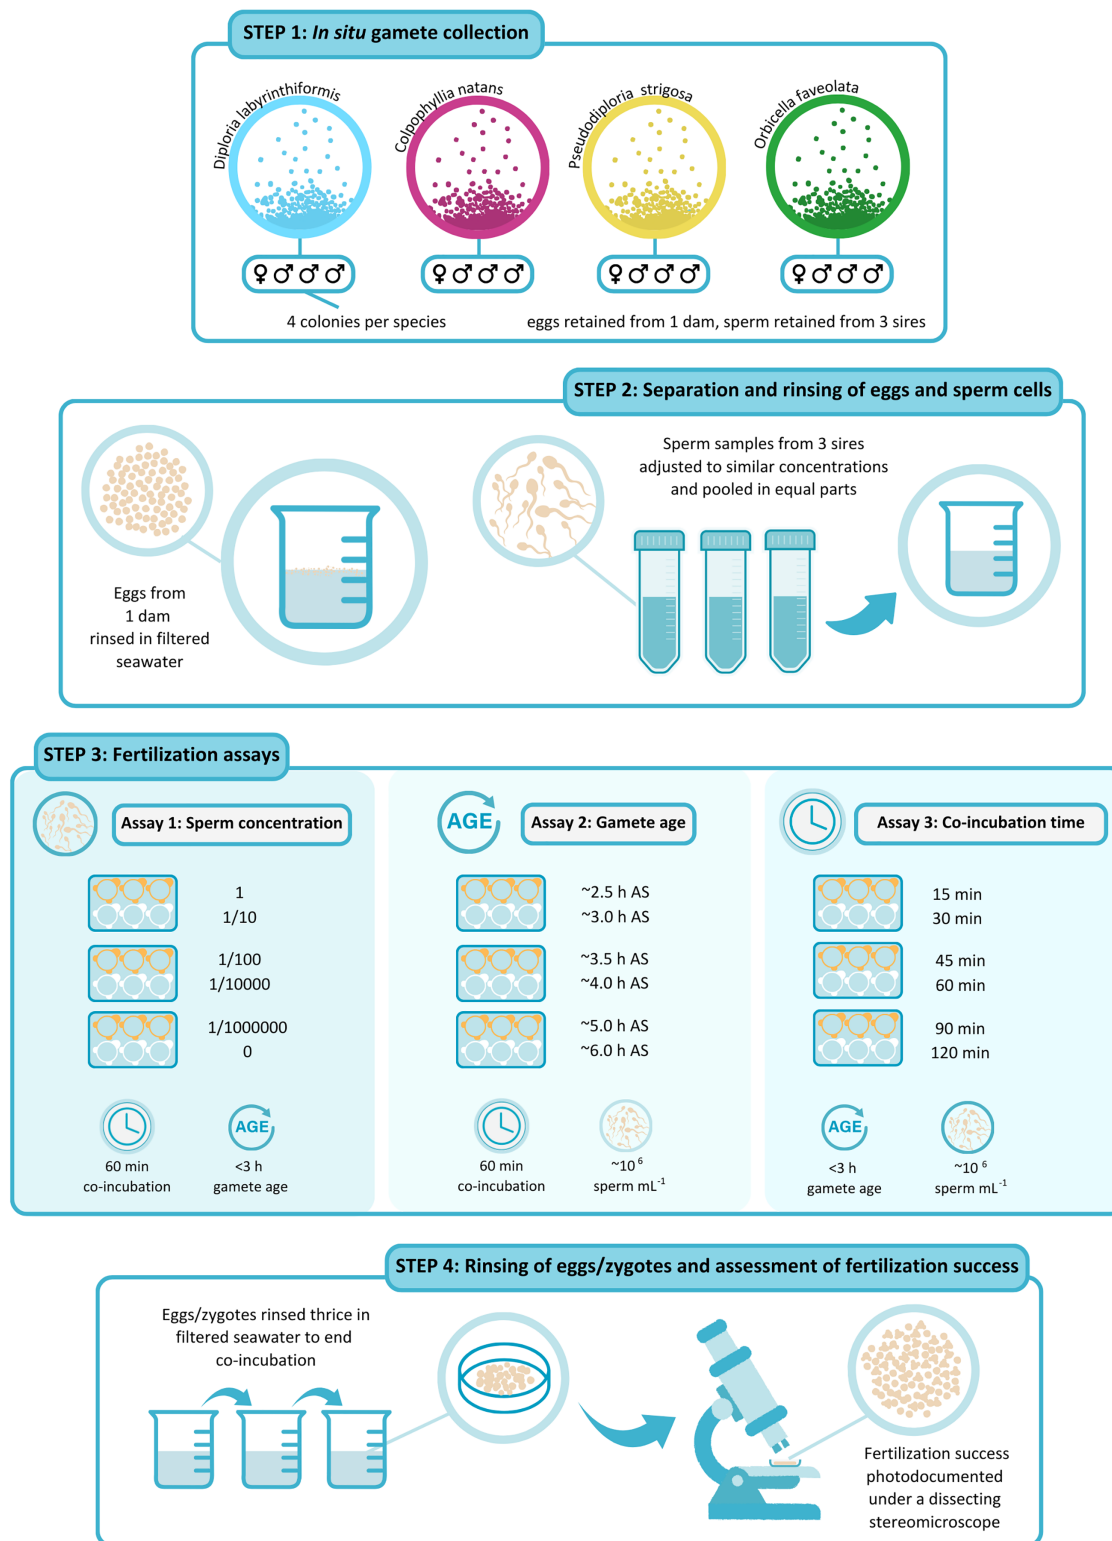 STEP 1: In situ gamete collection
Diploria labyrinthiformis
Colpophyllia natans
Pseudodiploria strigosa
Orbicella faveolata
♀♂♂♂
♀♂♂♂
♀♂♂♂
♀♂♂♂
4 colonies per species
eggs retained from 1 dam, sperm retained from 3 sires
STEP 2: Separation and rinsing of eggs and sperm cells
Eggs from
1 dam
rinsed in filtered
seawater
Sperm samples from 3 sires
adjusted to similar concentrations
and pooled in equal parts
STEP 3: Fertilization assays
Assay 1: Sperm concentration
1
1/10
1/100
1/10000
1/1000000
0
60 min
co-incubation
AGE
<3 h
gamete age
AGE
Assay 2: Gamete age
~2.5 h AS
~3.0 h AS
~3.5 h AS
~4.0 h AS
~5.0 h AS
~6.0 h AS
60 min
co-incubation
~10⁶
sperm mL⁻¹
Assay 3: Co-incubation time
15 min
30 min
45 min
60 min
90 min
120 min
AGE
<3 h
gamete age
~10⁶
sperm mL⁻¹
STEP 4: Rinsing of eggs/zygotes and assessment of fertilization success
Eggs/zygotes rinsed thrice in
filtered seawater to end
co-incubation
Fertilization success
photodocumented
under a dissecting
stereomicroscope